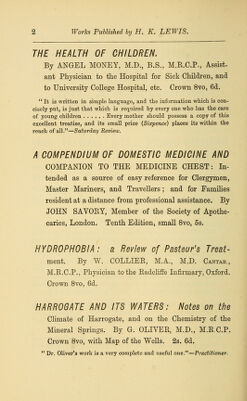 2 Works Published by H. K. LEWIS.
THE HEALTH OF CHILDREN.
By ANGEL MONEY, M.D., B.S., M.R.C.P., Assist-
ant Physician to the Hospital for Sick Children, and
to University College Hospital, etc. Crown 8vo, 6d.
"It is written in simple language, and the information which is con-
cisely put, is just that which is required by every one who has the care
of young children . . . . . . Every mother should possess a copy of this
excellent treatise, and its small price (Sixpence) places its within the
reach of all."—Saturday Review.
A COMPENDIUM OF DOMESTIC MEDICINE AND
COMPANION TO THE MEDICINE CHEST: In-
tended as a source of easy reference for Clergymen,
Master Mariners, and Travellers; and for Families
resident at a distance from professional assistance. By
JOHN SAVORY, Member of the Society of Apothe-
caries, London. Tenth Edition, small 8vo, 5s.
HYDROPHOBIA: a Review of Pasteur's Treat-
ment. By W. COLLIER, M.A., M.D. CANTAB.,
M.R.C.P., Physician to the Radcliffe Infirmary, Oxford.
Crown 8vo, 6d.
HARROGATE AND ITS WATERS: Notes on the
Climate of Harrogate, and on the Chemistry of the
Mineral Springs. By G. OLIVER, M.D., M.R.C.P.
Crown 8vo, with Map of the Wells. 2s. 6d.
"Dr. Oliver's work is a very complete and useful one."—Practitioner.